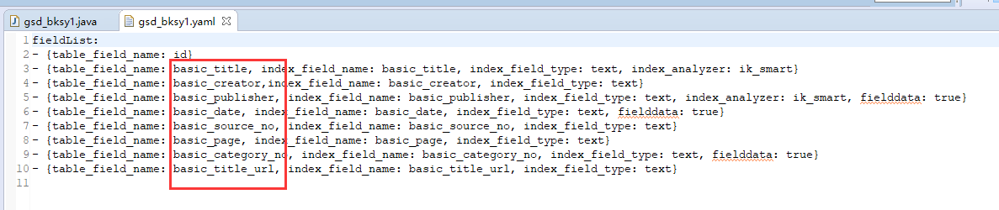 gsd_bksy1.java gsd_bksy1.yaml
1 fieldList:
2 - {table_field_name: id}
3 - {table_field_name: basic_title, index_field_name: basic_title, index_field_type: text, index_analyzer: ik_smart}
4 - {table_field_name: basic_creator,index_field_name: basic_creator, index_field_type: text}
5 - {table_field_name: basic_publisher, index_field_name: basic_publisher, index_field_type: text, index_analyzer: ik_smart, fielddata: true}
6 - {table_field_name: basic_date, index_field_name: basic_date, index_field_type: text, fielddata: true}
7 - {table_field_name: basic_source_no, index_field_name: basic_source_no, index_field_type: text}
8 - {table_field_name: basic_page, index_field_name: basic_page, index_field_type: text}
9 - {table_field_name: basic_category_no, index_field_name: basic_category_no, index_field_type: text, fielddata: true}
10 - {table_field_name: basic_title_url, index_field_name: basic_title_url, index_field_type: text}
11